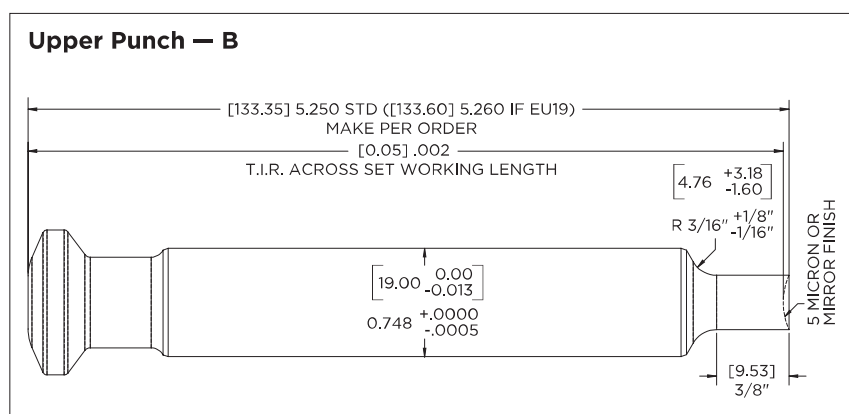 Upper Punch — B
[133.35] 5.250 STD ([133.60] 5.260 IF EU19)
MAKE PER ORDER
[0.05] .002
T.I.R. ACROSS SET WORKING LENGTH
[4.76 +3.18 -1.60]
R 3/16" +1/8" -1/16"
[19.00 0.00 -0.013]
0.748 +.0000 -.0005
5 MICRON OR
MIRROR FINISH
[9.53]
3/8"